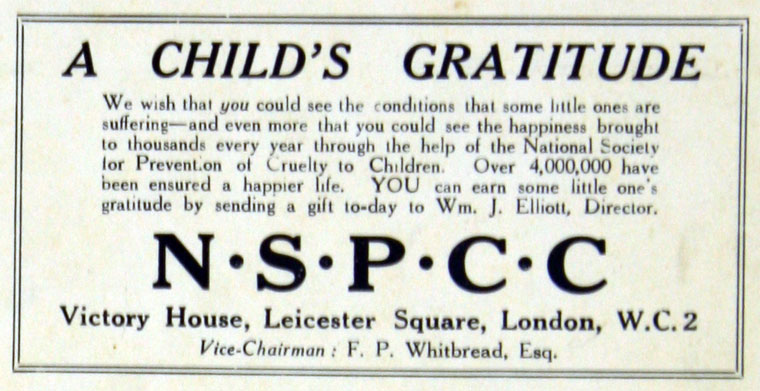 A CHILD'S GRATITUDE
We wish that you could see the conditions that some little ones are
suffering—and even more that you could see the happiness brought
to thousands every year through the help of the National Society
for Prevention of Cruelty to Children. Over 4,000,000 have
been ensured a happier life. YOU can earn some little one's
gratitude by sending a gift to-day to Wm. J. Elliott, Director.
N·S·P·C·C
Victory House, Leicester Square, London, W.C. 2
Vice-Chairman : F. P. Whitbread, Esq.